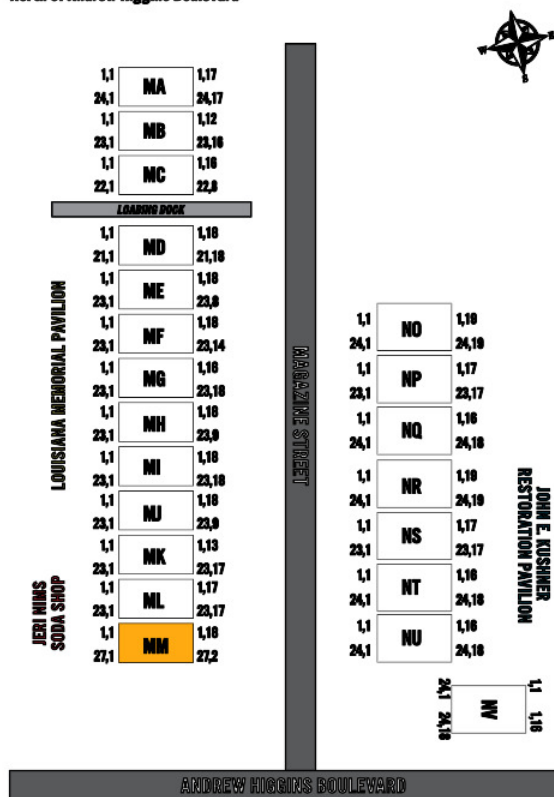 North of Andrew Higgins Boulevard
W E S
1,1 MA 1,17
24,1 24,17
1,1 MB 1,12
23,1 23,16
1,1 MC 1,16
22,1 22,8
LOADING DOCK
1,1 MD 1,18
21,1 21,18
1,1 ME 1,18
23,1 23,8
1,1 MF 1,18
23,1 23,14
1,1 MG 1,16
23,1 23,18
1,1 MH 1,18
23,1 23,9
1,1 MI 1,18
23,1 23,18
1,1 MJ 1,18
23,1 23,9
1,1 MK 1,13
23,1 23,17
1,1 ML 1,17
23,1 23,17
1,1 MM 1,18
27,1 27,2
LOUISIANA MEMORIAL PAVILION
JERI NIMS
SODA SHOP
MAGAZINE STREET
1,1 NO 1,19
24,1 24,19
1,1 NP 1,17
23,1 23,17
1,1 NQ 1,16
24,1 24,18
1,1 NR 1,19
24,1 24,19
1,1 NS 1,17
23,1 23,17
1,1 NT 1,16
24,1 24,18
1,1 NU 1,16
24,1 24,18
JOHN E. KUSHNER
RESTORATION PAVILION
1,1 NV 1,16
24,1 24,18
ANDREW HIGGINS BOULEVARD